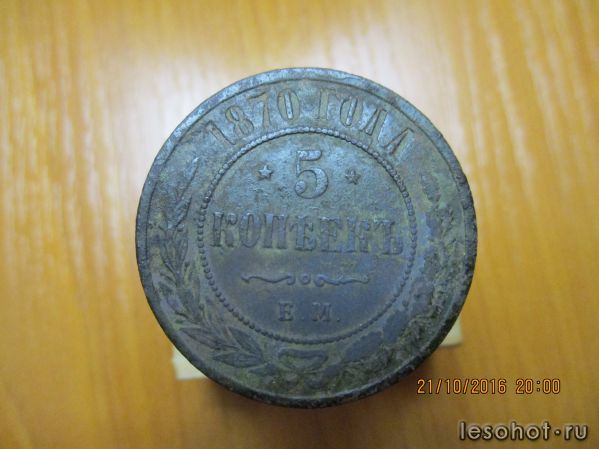 1870 ГОДА
5
КОПѢЕКЪ
Е.М.
21/10/2016 20:00
lesohot·ru